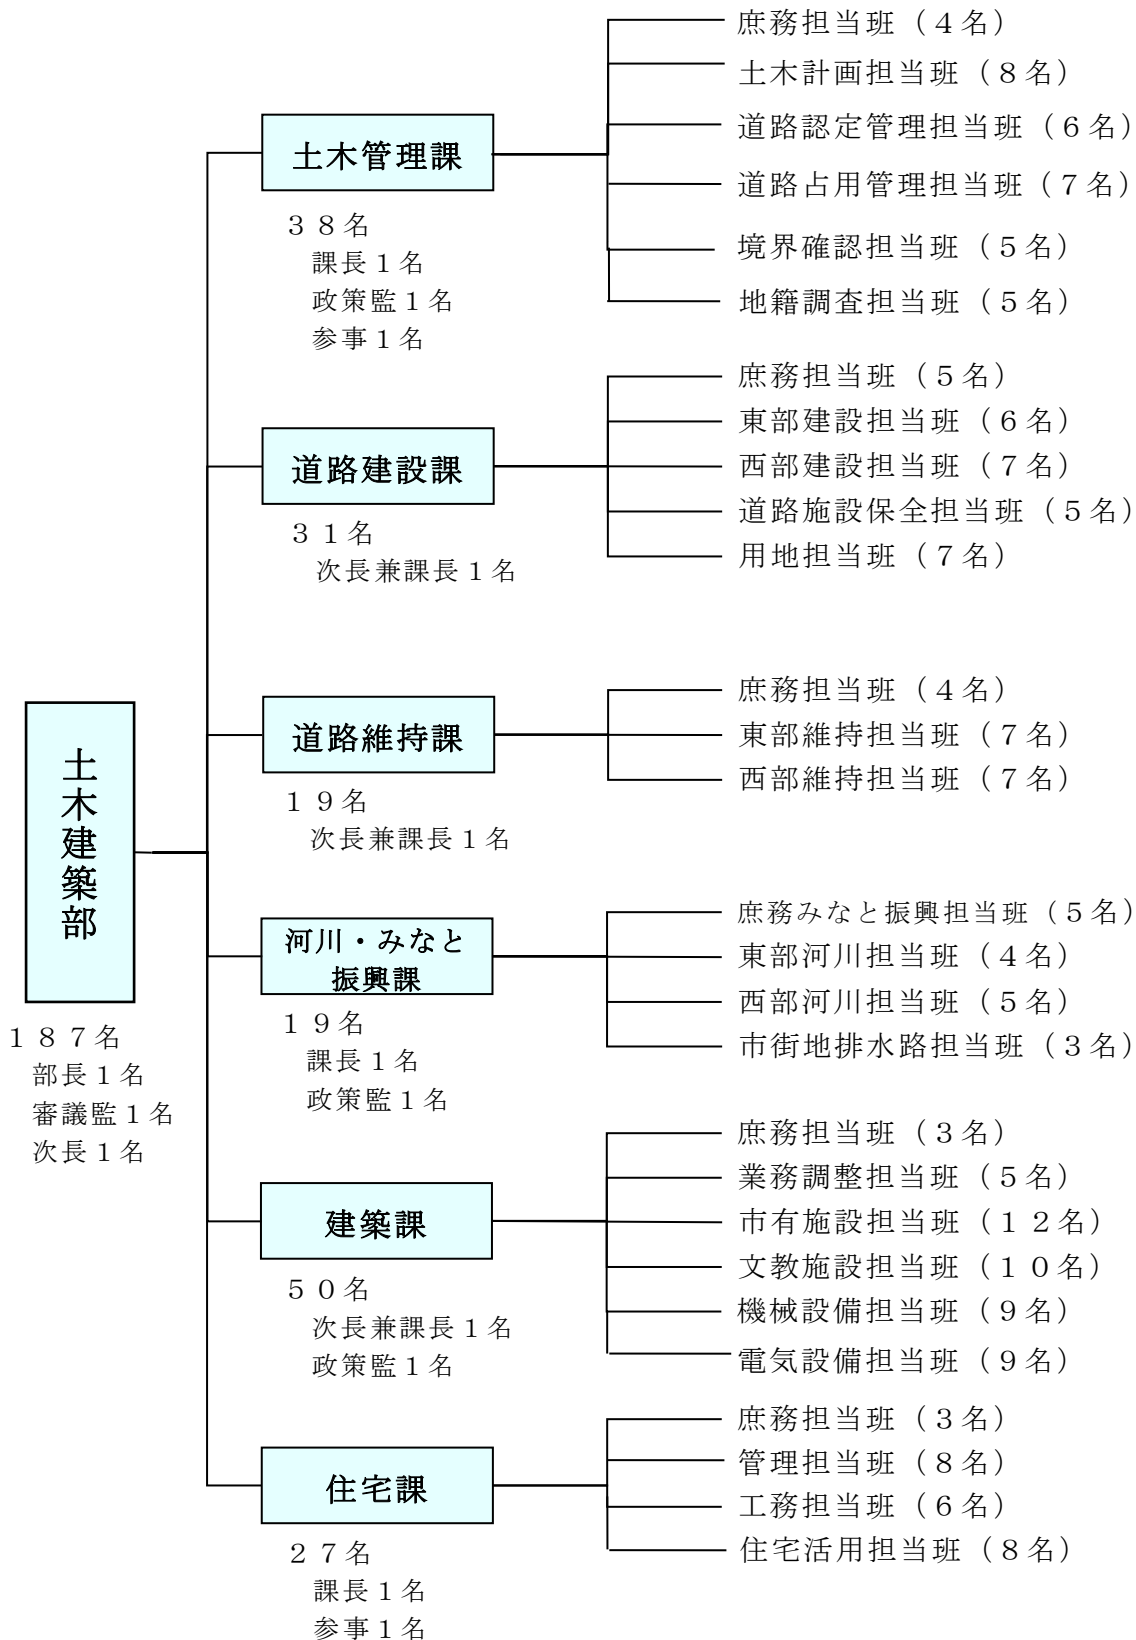 土木建築部
１８７名
部長１名
審議監１名
次長１名
土木管理課
３８名
課長１名
政策監１名
参事１名
庶務担当班（４名）
土木計画担当班（８名）
道路認定管理担当班（６名）
道路占用管理担当班（７名）
境界確認担当班（５名）
地籍調査担当班（５名）
道路建設課
３１名
次長兼課長１名
庶務担当班（５名）
東部建設担当班（６名）
西部建設担当班（７名）
道路施設保全担当班（５名）
用地担当班（７名）
道路維持課
１９名
次長兼課長１名
庶務担当班（４名）
東部維持担当班（７名）
西部維持担当班（７名）
河川・みなと
振興課
１９名
課長１名
政策監１名
庶務みなと振興担当班（５名）
東部河川担当班（４名）
西部河川担当班（５名）
市街地排水路担当班（３名）
建築課
５０名
次長兼課長１名
政策監１名
庶務担当班（３名）
業務調整担当班（５名）
市有施設担当班（１２名）
文教施設担当班（１０名）
機械設備担当班（９名）
電気設備担当班（９名）
住宅課
２７名
課長１名
参事１名
庶務担当班（３名）
管理担当班（８名）
工務担当班（６名）
住宅活用担当班（８名）